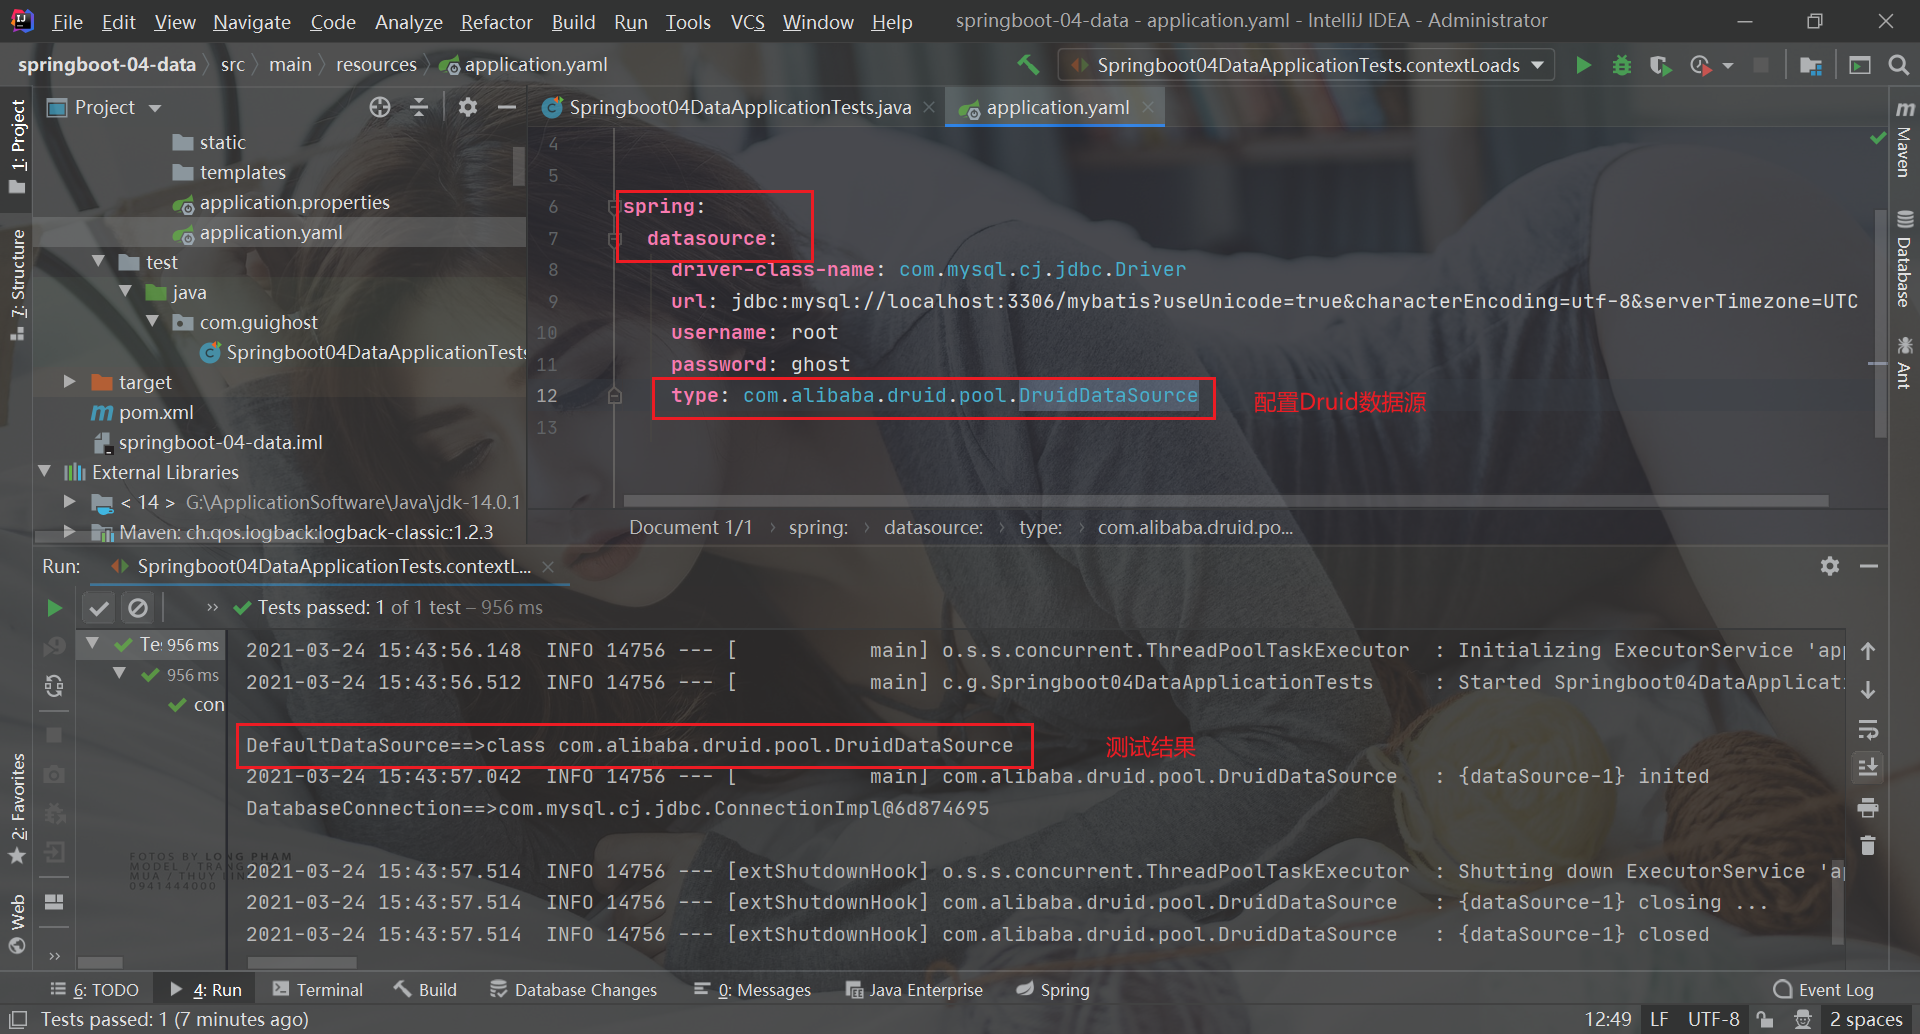 File Edit View Navigate Code Analyze Refactor Build Run Tools VCS Window Help springboot-04-data - application.yaml - IntelliJ IDEA - Administrator
springboot-04-data src main resources application.yaml Springboot04DataApplicationTests.contextLoads
Project
Springboot04DataApplicationTests.java application.yaml
1: Project
7: Structure
2: Favorites
Web
Maven
Database
Ant
static
templates
application.properties
application.yaml
test
java
com.guighost
Springboot04DataApplicationTests
target
pom.xml
springboot-04-data.iml
External Libraries
< 14 > G:\ApplicationSoftware\Java\jdk-14.0.1
Maven: ch.qos.logback:logback-classic:1.2.3
4
5
6 spring:
7 datasource:
8 driver-class-name: com.mysql.cj.jdbc.Driver
9 url: jdbc:mysql://localhost:3306/mybatis?useUnicode=true&characterEncoding=utf-8&serverTimezone=UTC
10 username: root
11 password: ghost
12 type: com.alibaba.druid.pool.DruidDataSource
配置Druid数据源
13
Document 1/1 spring: datasource: type: com.alibaba.druid.po...
Run: Springboot04DataApplicationTests.contextL...
Tests passed: 1 of 1 test – 956 ms
Te 956 ms
956 ms
con
2021-03-24 15:43:56.148 INFO 14756 --- [ main] o.s.s.concurrent.ThreadPoolTaskExecutor : Initializing ExecutorService 'app
2021-03-24 15:43:56.512 INFO 14756 --- [ main] c.g.Springboot04DataApplicationTests : Started Springboot04DataApplicati
DefaultDataSource==>class com.alibaba.druid.pool.DruidDataSource
测试结果
2021-03-24 15:43:57.042 INFO 14756 --- [ main] com.alibaba.druid.pool.DruidDataSource : {dataSource-1} inited
DatabaseConnection==>com.mysql.cj.jdbc.ConnectionImpl@6d874695
2021-03-24 15:43:57.514 INFO 14756 --- [extShutdownHook] o.s.s.concurrent.ThreadPoolTaskExecutor : Shutting down ExecutorService 'ap
2021-03-24 15:43:57.514 INFO 14756 --- [extShutdownHook] com.alibaba.druid.pool.DruidDataSource : {dataSource-1} closing ...
2021-03-24 15:43:57.514 INFO 14756 --- [extShutdownHook] com.alibaba.druid.pool.DruidDataSource : {dataSource-1} closed
FOTOS BY LONG PHAM
MODEL / TRANG
MUA / THUY LIN
0941444000
6: TODO 4: Run Terminal Build Database Changes 0: Messages Java Enterprise Spring Event Log
Tests passed: 1 (7 minutes ago) 12:49 LF UTF-8 2 spaces